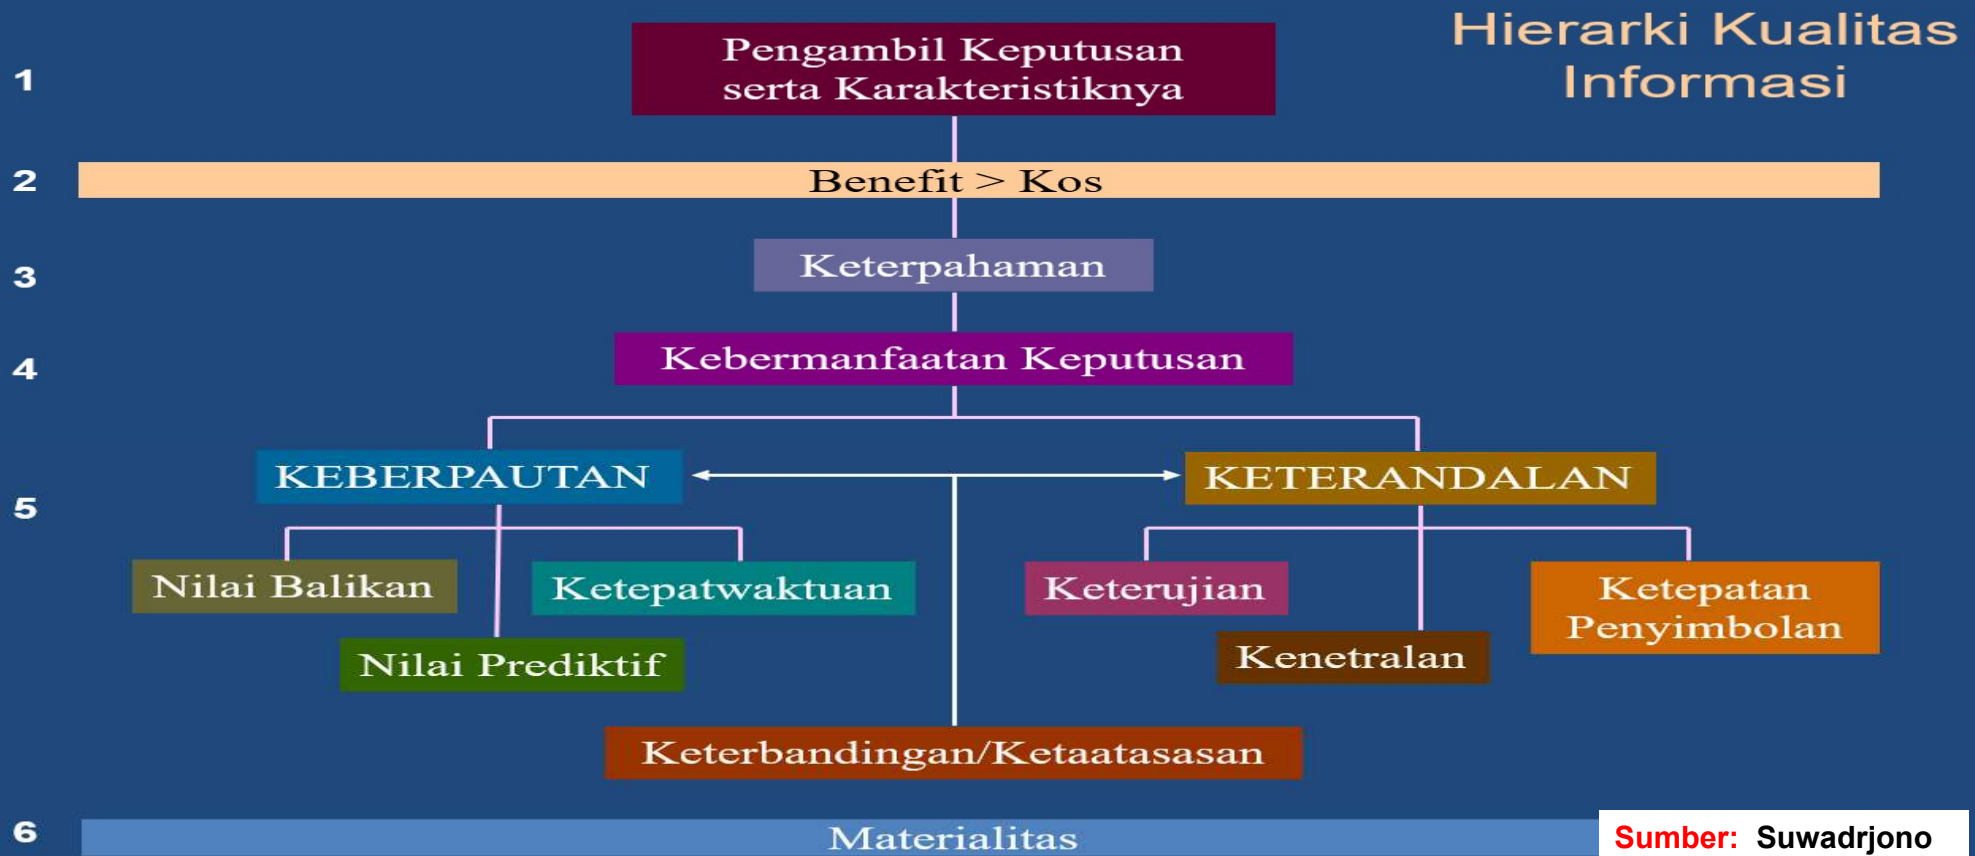 Hierarki Kualitas
Informasi
1
Pengambil Keputusan
serta Karakteristiknya
2
Benefit > Kos
3
Keterpahaman
4
Kebermanfaatan Keputusan
5
KEBERPAUTAN
KETERANDALAN
Nilai Balikan
Ketepatwaktuan
Keterujian
Ketepatan
Penyimbolan
Nilai Prediktif
Kenetralan
Keterbandingan/Ketaatasasan
6
Materialitas
Sumber: Suwadrjono